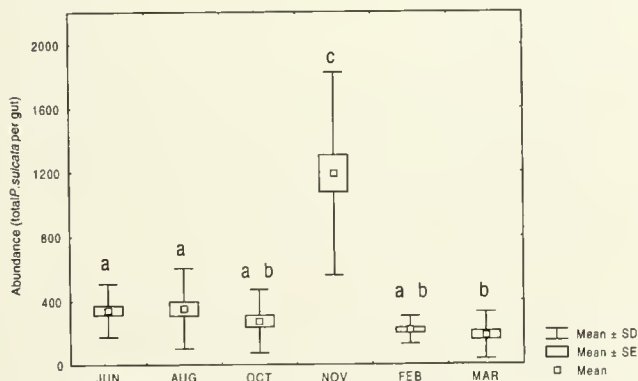 Abundance (total P. sulcata per gut)
2000
1600
1200
800
400
0
a
a
a b
c
a b
b
JUN
AUG
OCT
NOV
FEB
MAR
Mean ± SD
Mean ± SE
Mean